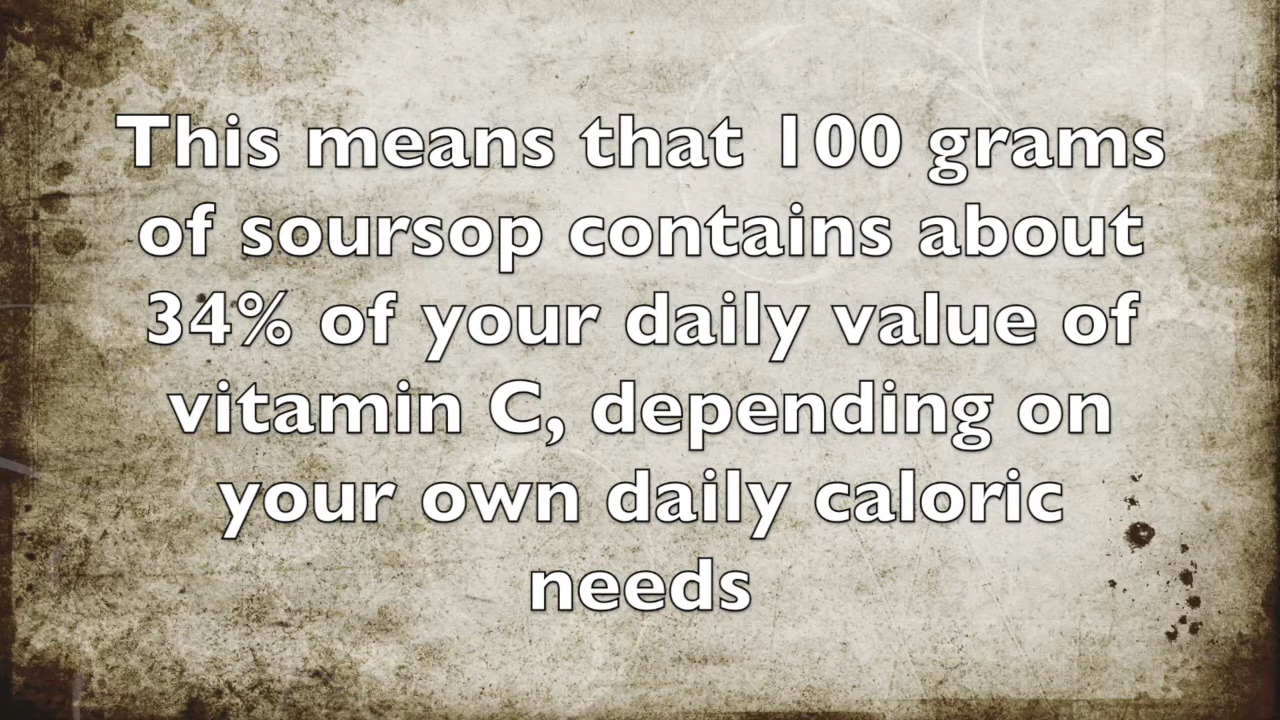 This means that 100 grams
of soursop contains about
34% of your daily value of
vitamin C, depending on
your own daily caloric
needs